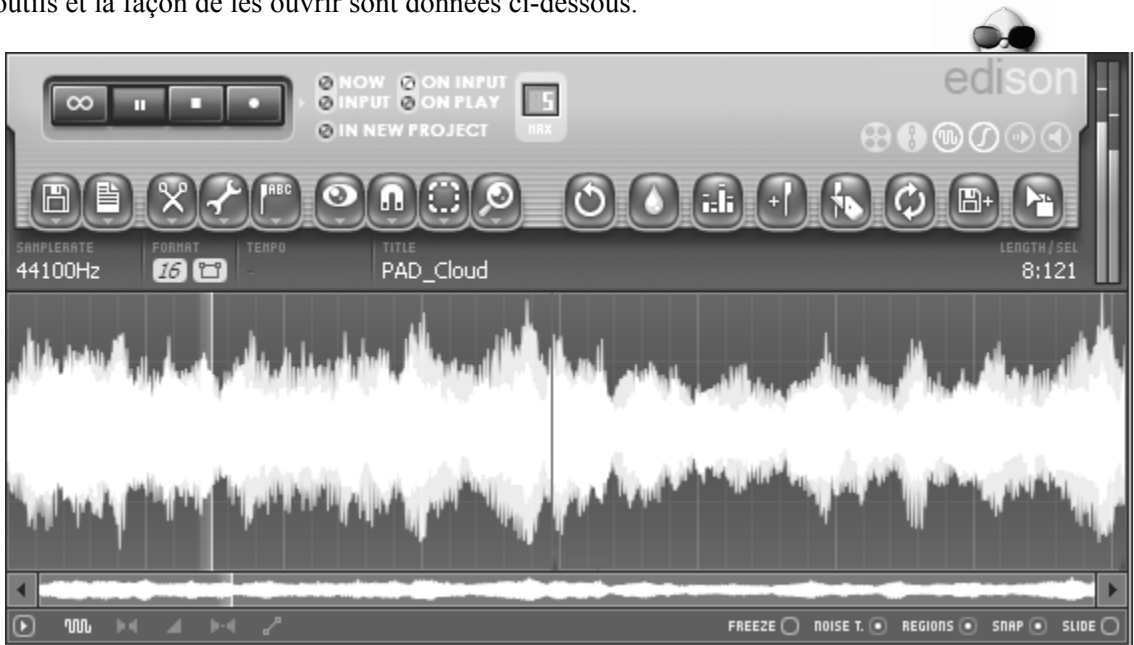 outils et la façon de les ouvrir sont données ci-dessous.
edison
NOW ON INPUT
INPUT ON PLAY
IN NEW PROJECT
5
MAX
ABC
SAMPLERATE FORMAT TEMPO TITLE LENGTH/SEL
44100Hz 16 - PAD_Cloud 8:121
FREEZE NOISE T. REGIONS SNAP SLIDE